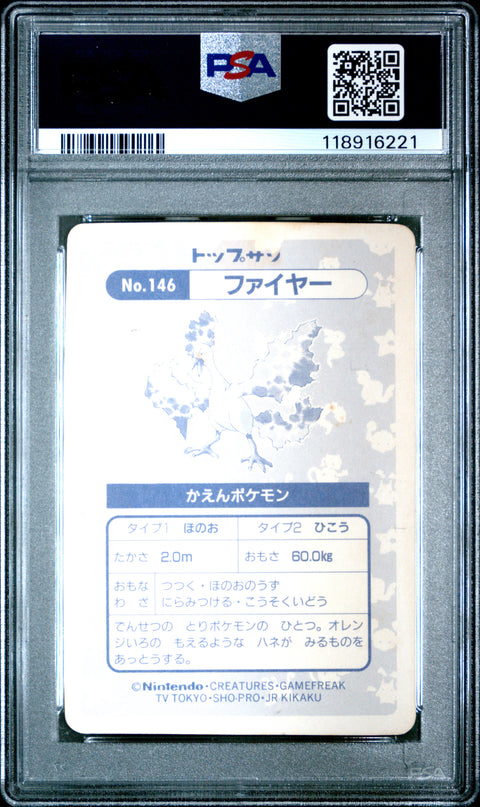 PSA
118916221
トップサン
No.146 ファイヤー
かえんポケモン
タイプ1 ほのお タイプ2 ひこう
たかさ 2.0m おもさ 60.0kg
おもな つつく・ほのおのうず
わ ざ にらみつける・こうそくいどう
でんせつの とりポケモンの ひとつ。オレン
ジいろの もえるような ハネが みるものを
あっとうする。
©Nintendo・CREATURES・GAMEFREAK
TV TOKYO・SHO-PRO・JR KIKAKU
PSA